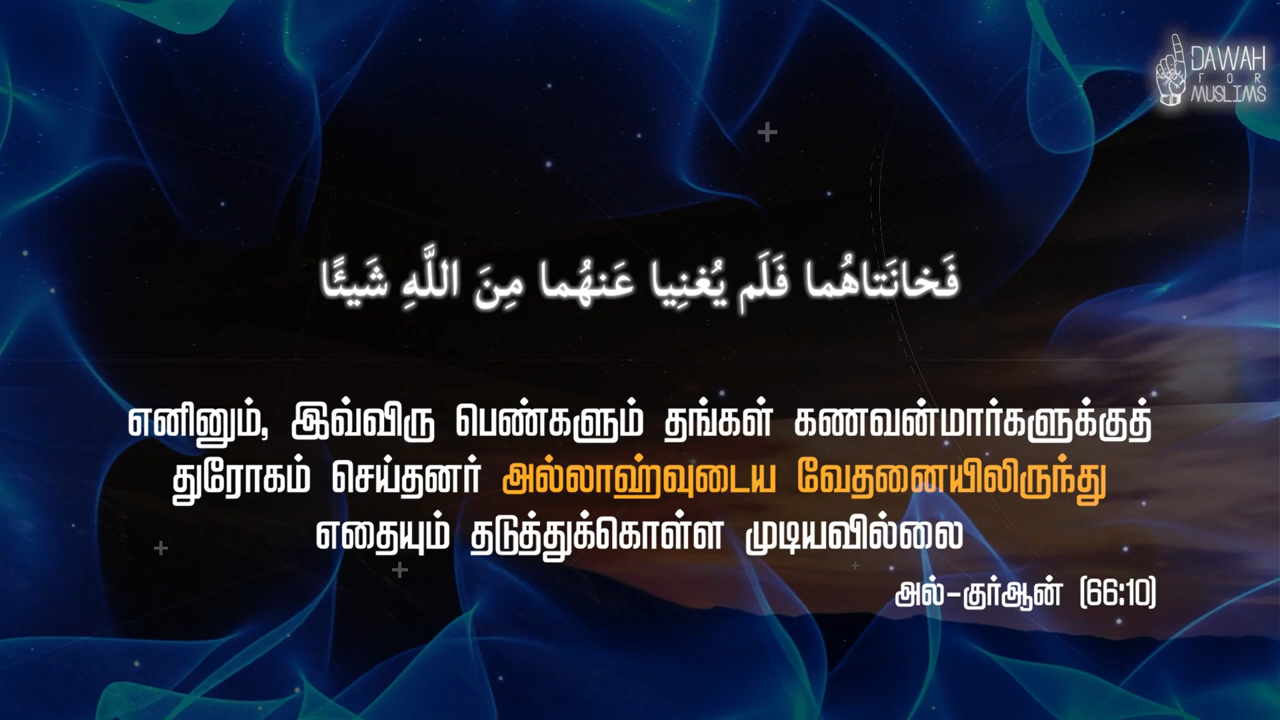 DAWAH
FOR
MUSLIMS
فَخانَتاهُما فَلَم يُغنِيا عَنهُما مِنَ اللَّهِ شَيئًا
எனினும், இவ்விரு பெண்களும் தங்கள் கணவன்மார்களுக்குத்
துரோகம் செய்தனர் அல்லாஹ்வுடைய வேதனையிலிருந்து
எதையும் தடுத்துக்கொள்ள முடியவில்லை
அல்-குர்ஆன் (66:10)